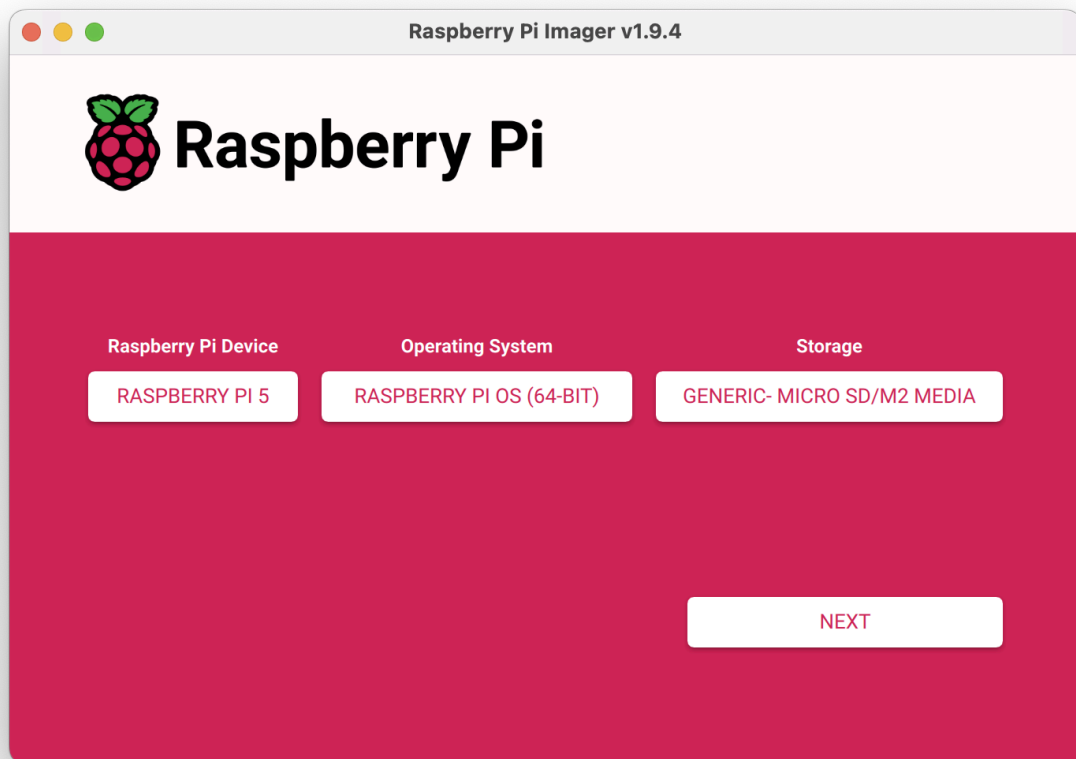 Raspberry Pi Imager v1.9.4
Raspberry Pi
Raspberry Pi Device Operating System Storage
RASPBERRY PI 5 RASPBERRY PI OS (64-BIT) GENERIC- MICRO SD/M2 MEDIA
NEXT